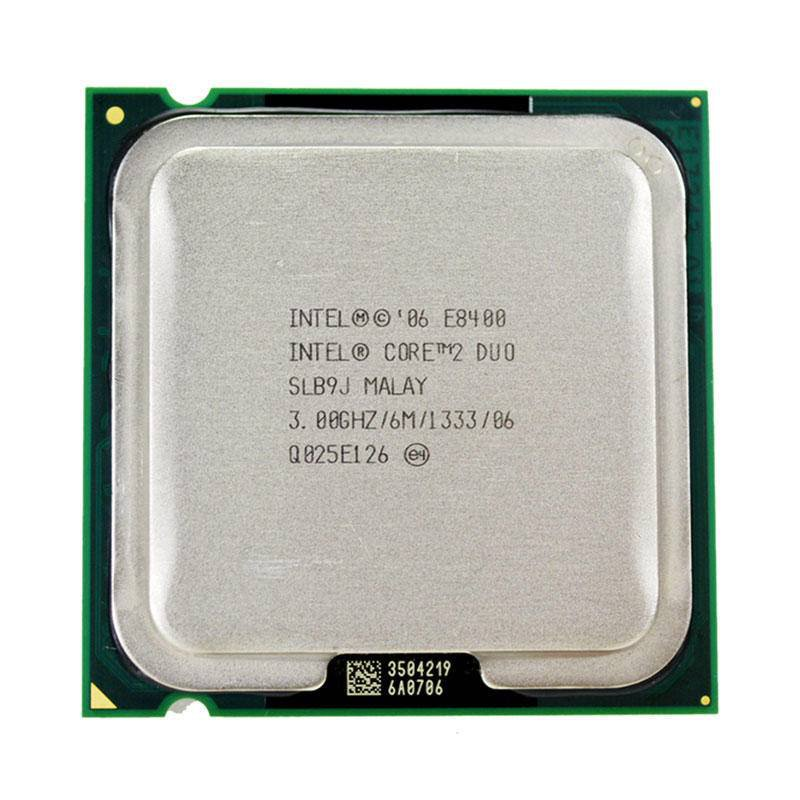 INTEL Ⓜ © '06 E8400
INTEL® CORE™2 DUO
SLB9J MALAY
3.00GHZ/6M/1333/06
Q025E126 e4
3504219
6A0706